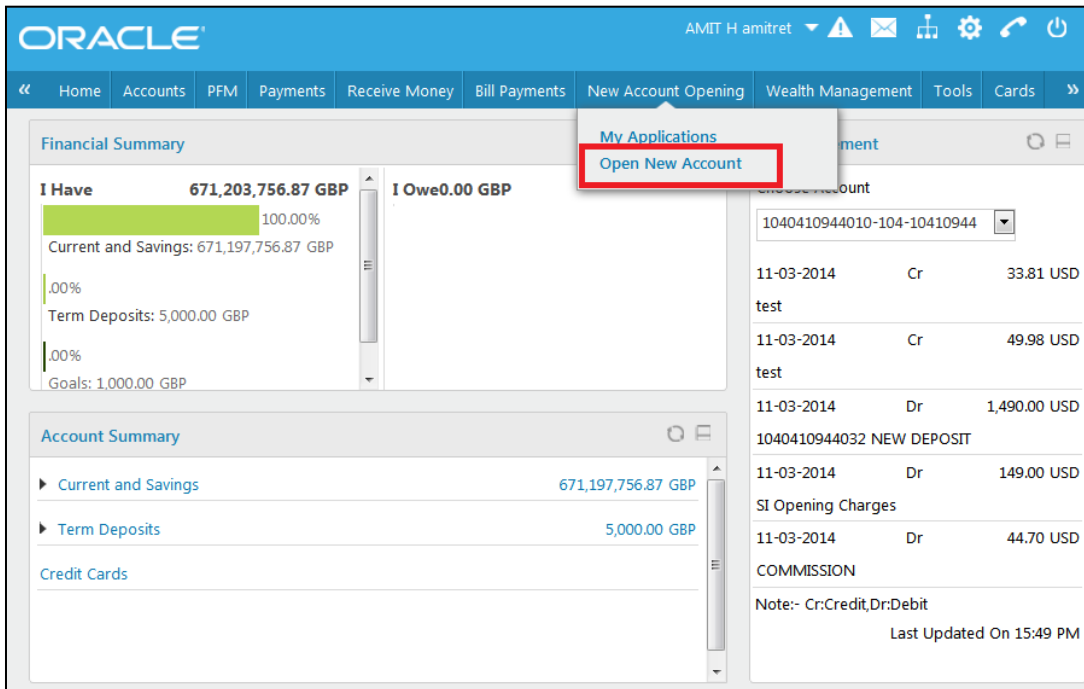 ORACLE
AMIT H amitret
« Home Accounts PFM Payments Receive Money Bill Payments New Account Opening Wealth Management Tools Cards »
My Applications
Open New Account
Financial Summary
I Have 671,203,756.87 GBP
100.00%
Current and Savings: 671,197,756.87 GBP
.00%
Term Deposits: 5,000.00 GBP
.00%
Goals: 1,000.00 GBP
I Owe0.00 GBP
Account Summary
Current and Savings 671,197,756.87 GBP
Term Deposits 5,000.00 GBP
Credit Cards
ment
Choose Account
1040410944010-104-10410944
11-03-2014 Cr 33.81 USD
test
11-03-2014 Cr 49.98 USD
test
11-03-2014 Dr 1,490.00 USD
1040410944032 NEW DEPOSIT
11-03-2014 Dr 149.00 USD
SI Opening Charges
11-03-2014 Dr 44.70 USD
COMMISSION
Note:- Cr:Credit,Dr:Debit
Last Updated On 15:49 PM